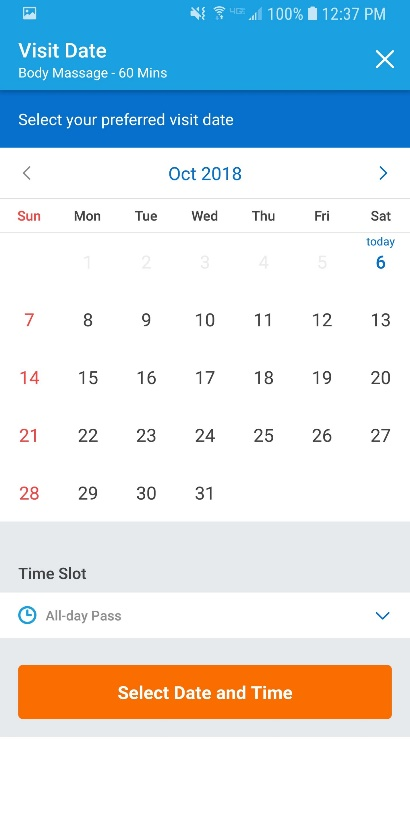 4GE 100% 12:37 PM
Visit Date
Body Massage - 60 Mins
Select your preferred visit date
Oct 2018
Sun Mon Tue Wed Thu Fri Sat
today
1 2 3 4 5 6
7 8 9 10 11 12 13
14 15 16 17 18 19 20
21 22 23 24 25 26 27
28 29 30 31
Time Slot
All-day Pass
Select Date and Time